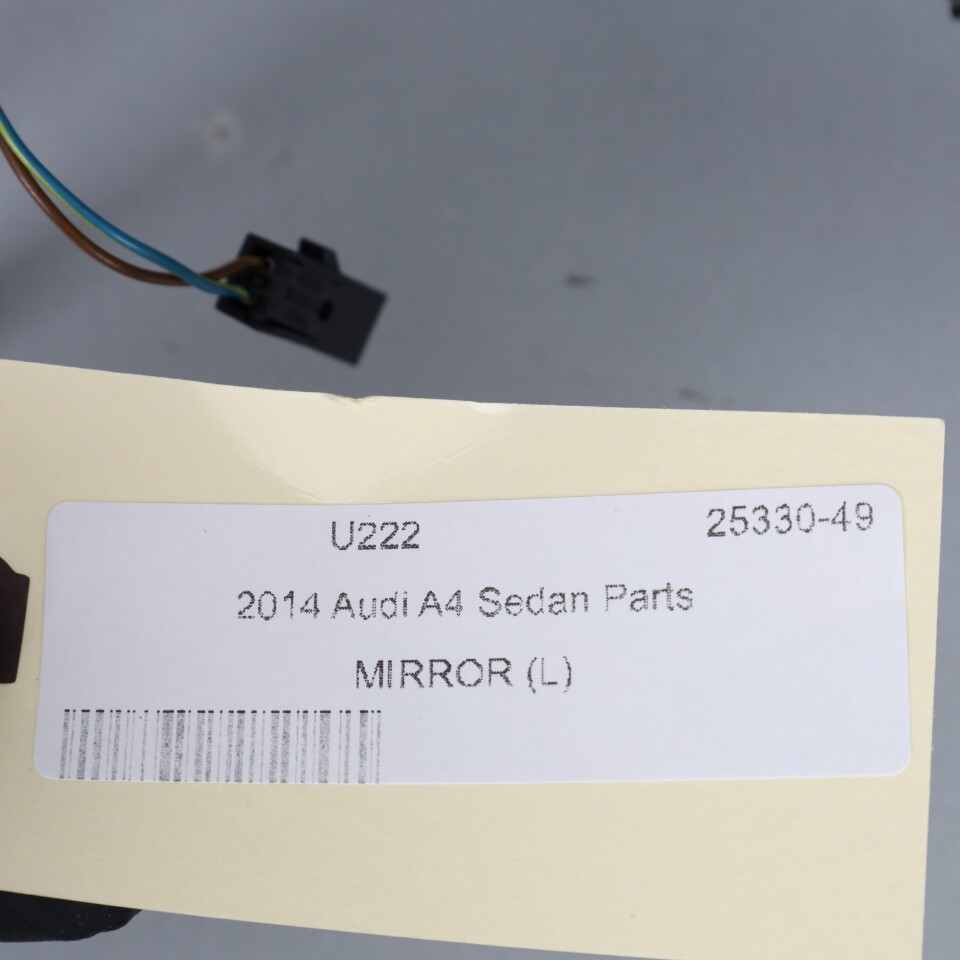 U222 25330-49
2014 Audi A4 Sedan Parts
MIRROR (L)